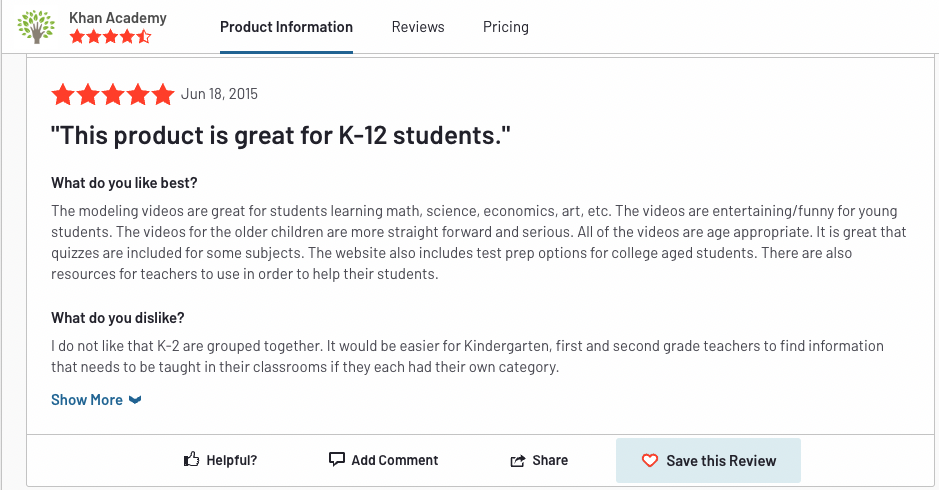 Khan Academy
Product Information
Reviews
Pricing
Jun 18, 2015
"This product is great for K-12 students."
What do you like best?
The modeling videos are great for students learning math, science, economics, art, etc. The videos are entertaining/funny for young
students. The videos for the older children are more straight forward and serious. All of the videos are age appropriate. It is great that
quizzes are included for some subjects. The website also includes test prep options for college aged students. There are also
resources for teachers to use in order to help their students.
What do you dislike?
I do not like that K-2 are grouped together. It would be easier for Kindergarten, first and second grade teachers to find information
that needs to be taught in their classrooms if they each had their own category.
Show More
Helpful?
Add Comment
Share
Save this Review